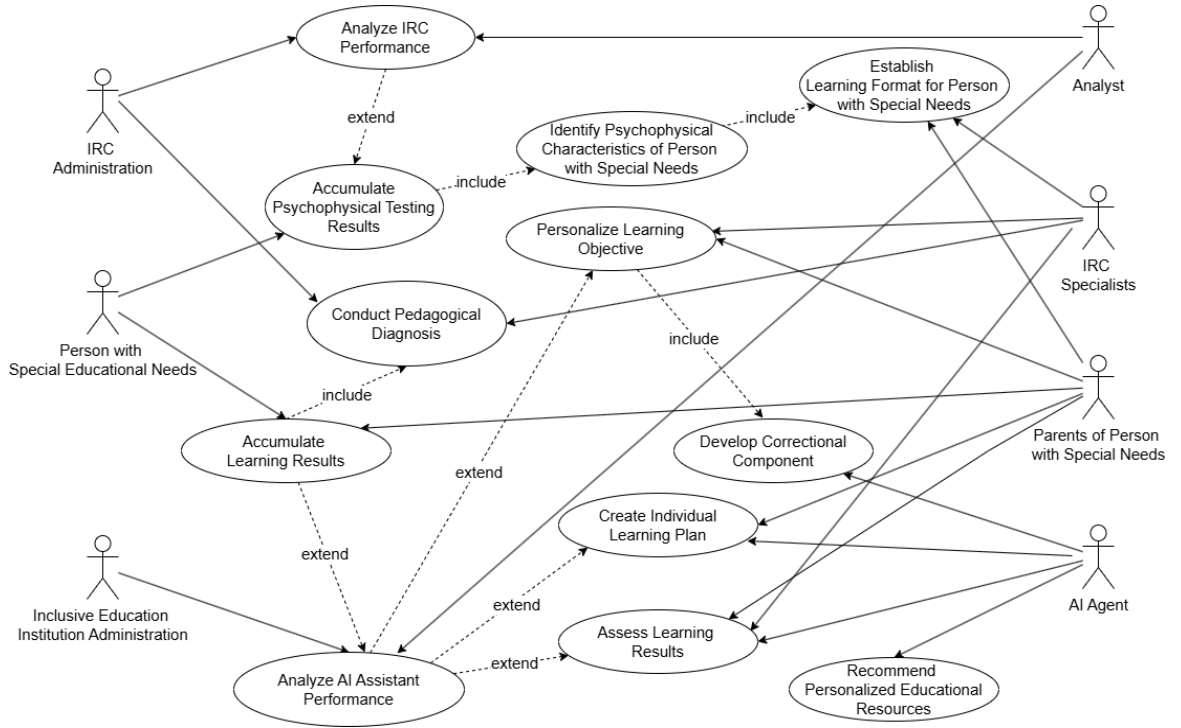 Analyze IRC
Performance
Analyst
Establish
Learning Format for Person
with Special Needs
extend
include
IRC
Administration
Identify Psychophysical
Characteristics of Person
with Special Needs
include
Accumulate
Psychophysical Testing
Results
Personalize Learning
Objective
IRC
Specialists
Conduct Pedagogical
Diagnosis
include
Person with
Special Educational Needs
include
Accumulate
Learning Results
Develop Correctional
Component
Parents of Person
with Special Needs
extend
Create Individual
Learning Plan
extend
extend
Inclusive Education
Institution Administration
AI Agent
Assess Learning
Results
extend
Analyze AI Assistant
Performance
Recommend
Personalized Educational
Resources